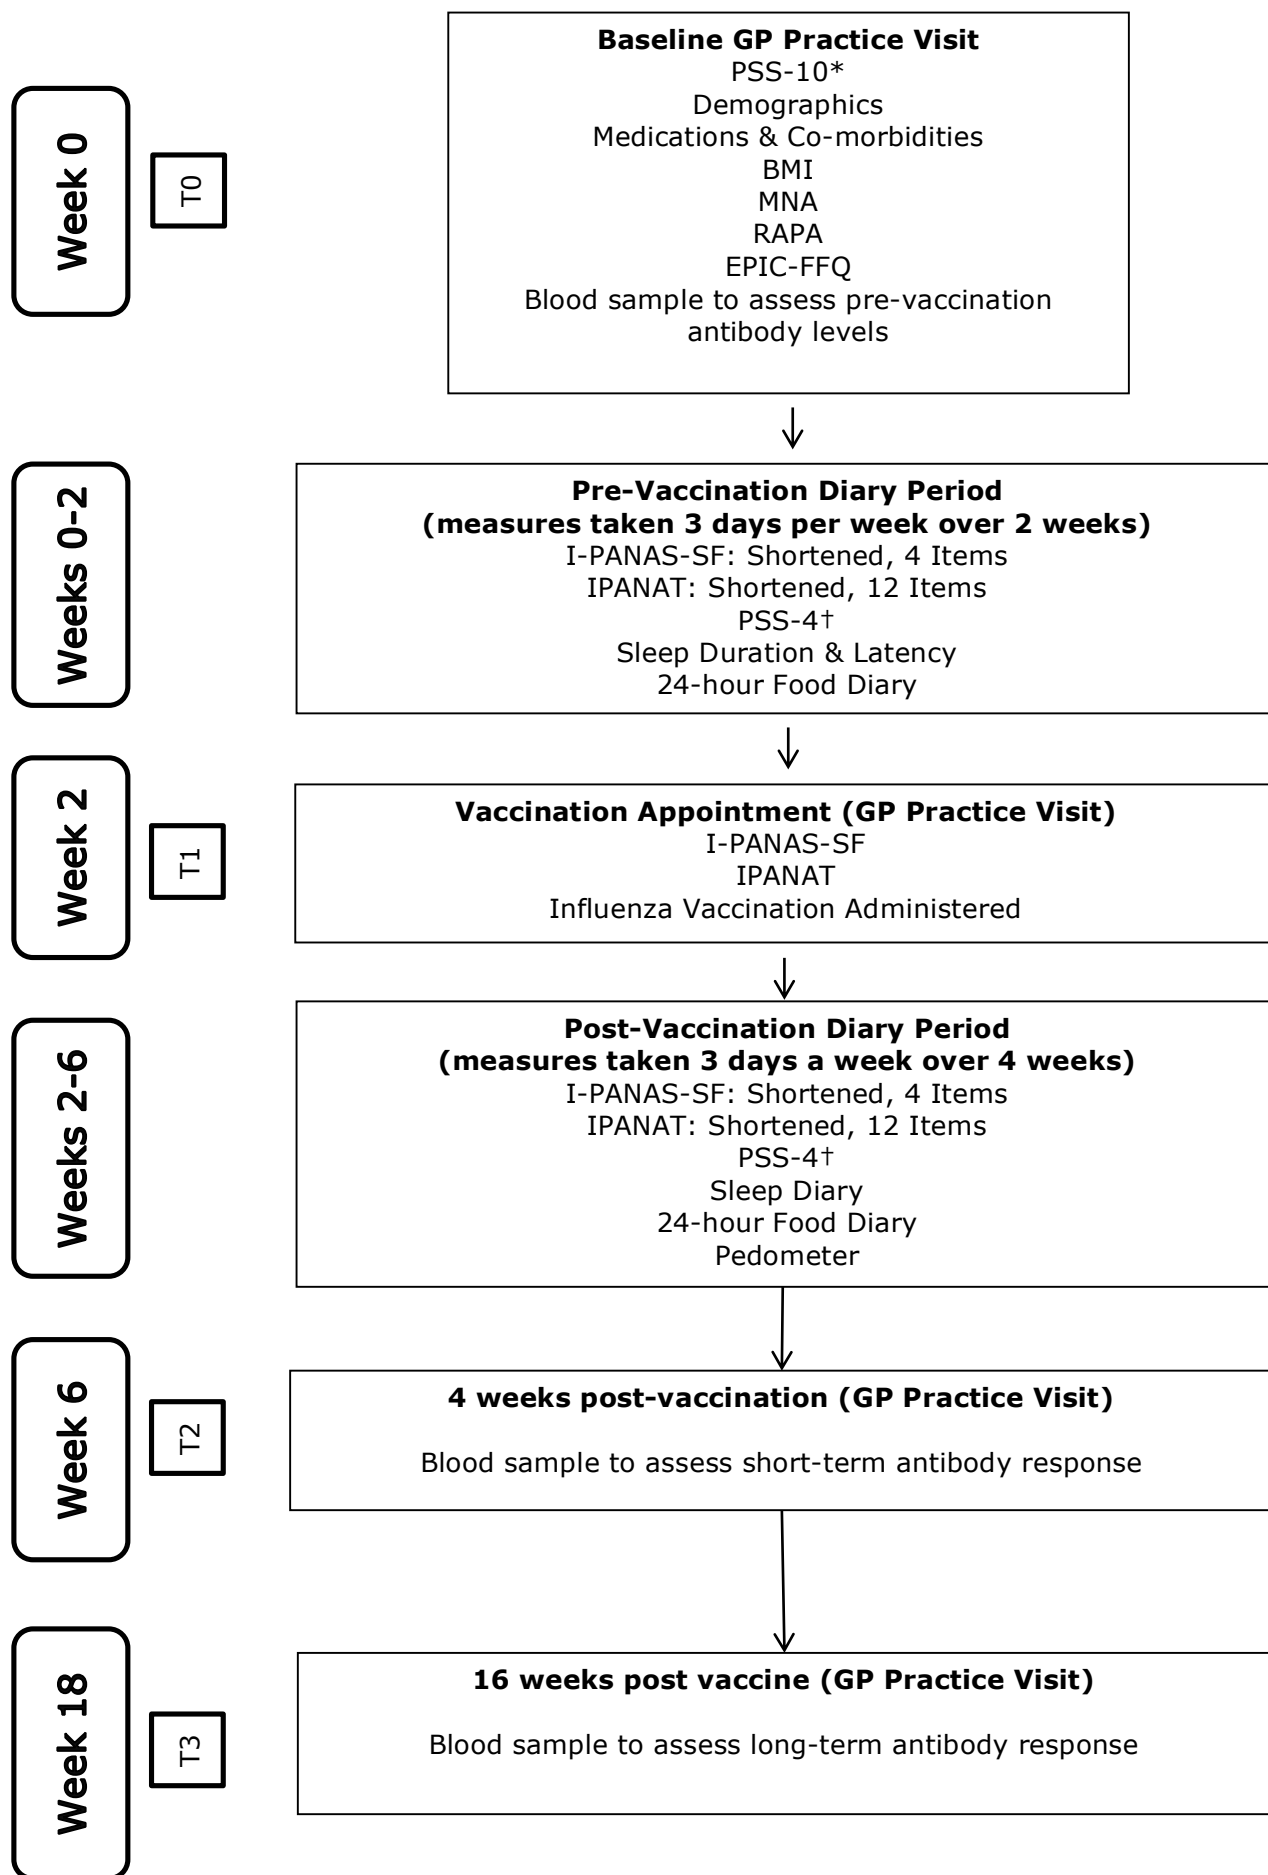 Week 0
T0
Baseline GP Practice Visit
PSS-10*
Demographics
Medications & Co-morbidities
BMI
MNA
RAPA
EPIC-FFQ
Blood sample to assess pre-vaccination
antibody levels
Weeks 0-2
Pre-Vaccination Diary Period
(measures taken 3 days per week over 2 weeks)
I-PANAS-SF: Shortened, 4 Items
IPANAT: Shortened, 12 Items
PSS-4†
Sleep Duration & Latency
24-hour Food Diary
Week 2
T1
Vaccination Appointment (GP Practice Visit)
I-PANAS-SF
IPANAT
Influenza Vaccination Administered
Weeks 2-6
Post-Vaccination Diary Period
(measures taken 3 days a week over 4 weeks)
I-PANAS-SF: Shortened, 4 Items
IPANAT: Shortened, 12 Items
PSS-4†
Sleep Diary
24-hour Food Diary
Pedometer
Week 6
T2
4 weeks post-vaccination (GP Practice Visit)
Blood sample to assess short-term antibody response
Week 18
T3
16 weeks post vaccine (GP Practice Visit)
Blood sample to assess long-term antibody response